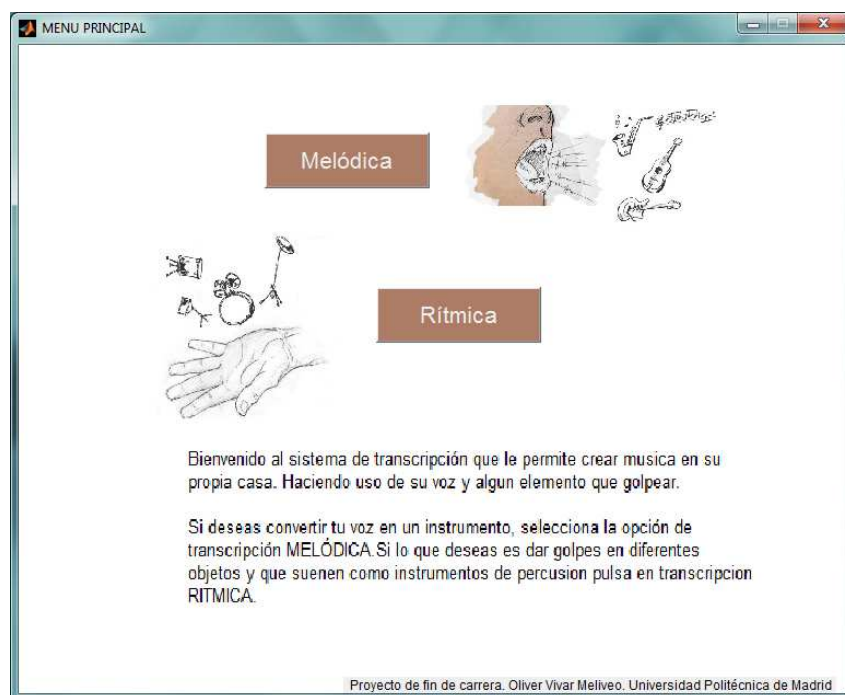 MENU PRINCIPAL
Melódica
Rítmica
Bienvenido al sistema de transcripción que le permite crear musica en su
propia casa. Haciendo uso de su voz y algun elemento que golpear.
Si deseas convertir tu voz en un instrumento, selecciona la opción de
transcripción MELÓDICA.Si lo que deseas es dar golpes en diferentes
objetos y que suenen como instrumentos de percusion pulsa en transcripcion
RITMICA.
Proyecto de fin de carrera. Oliver Vivar Meliveo. Universidad Politécnica de Madrid